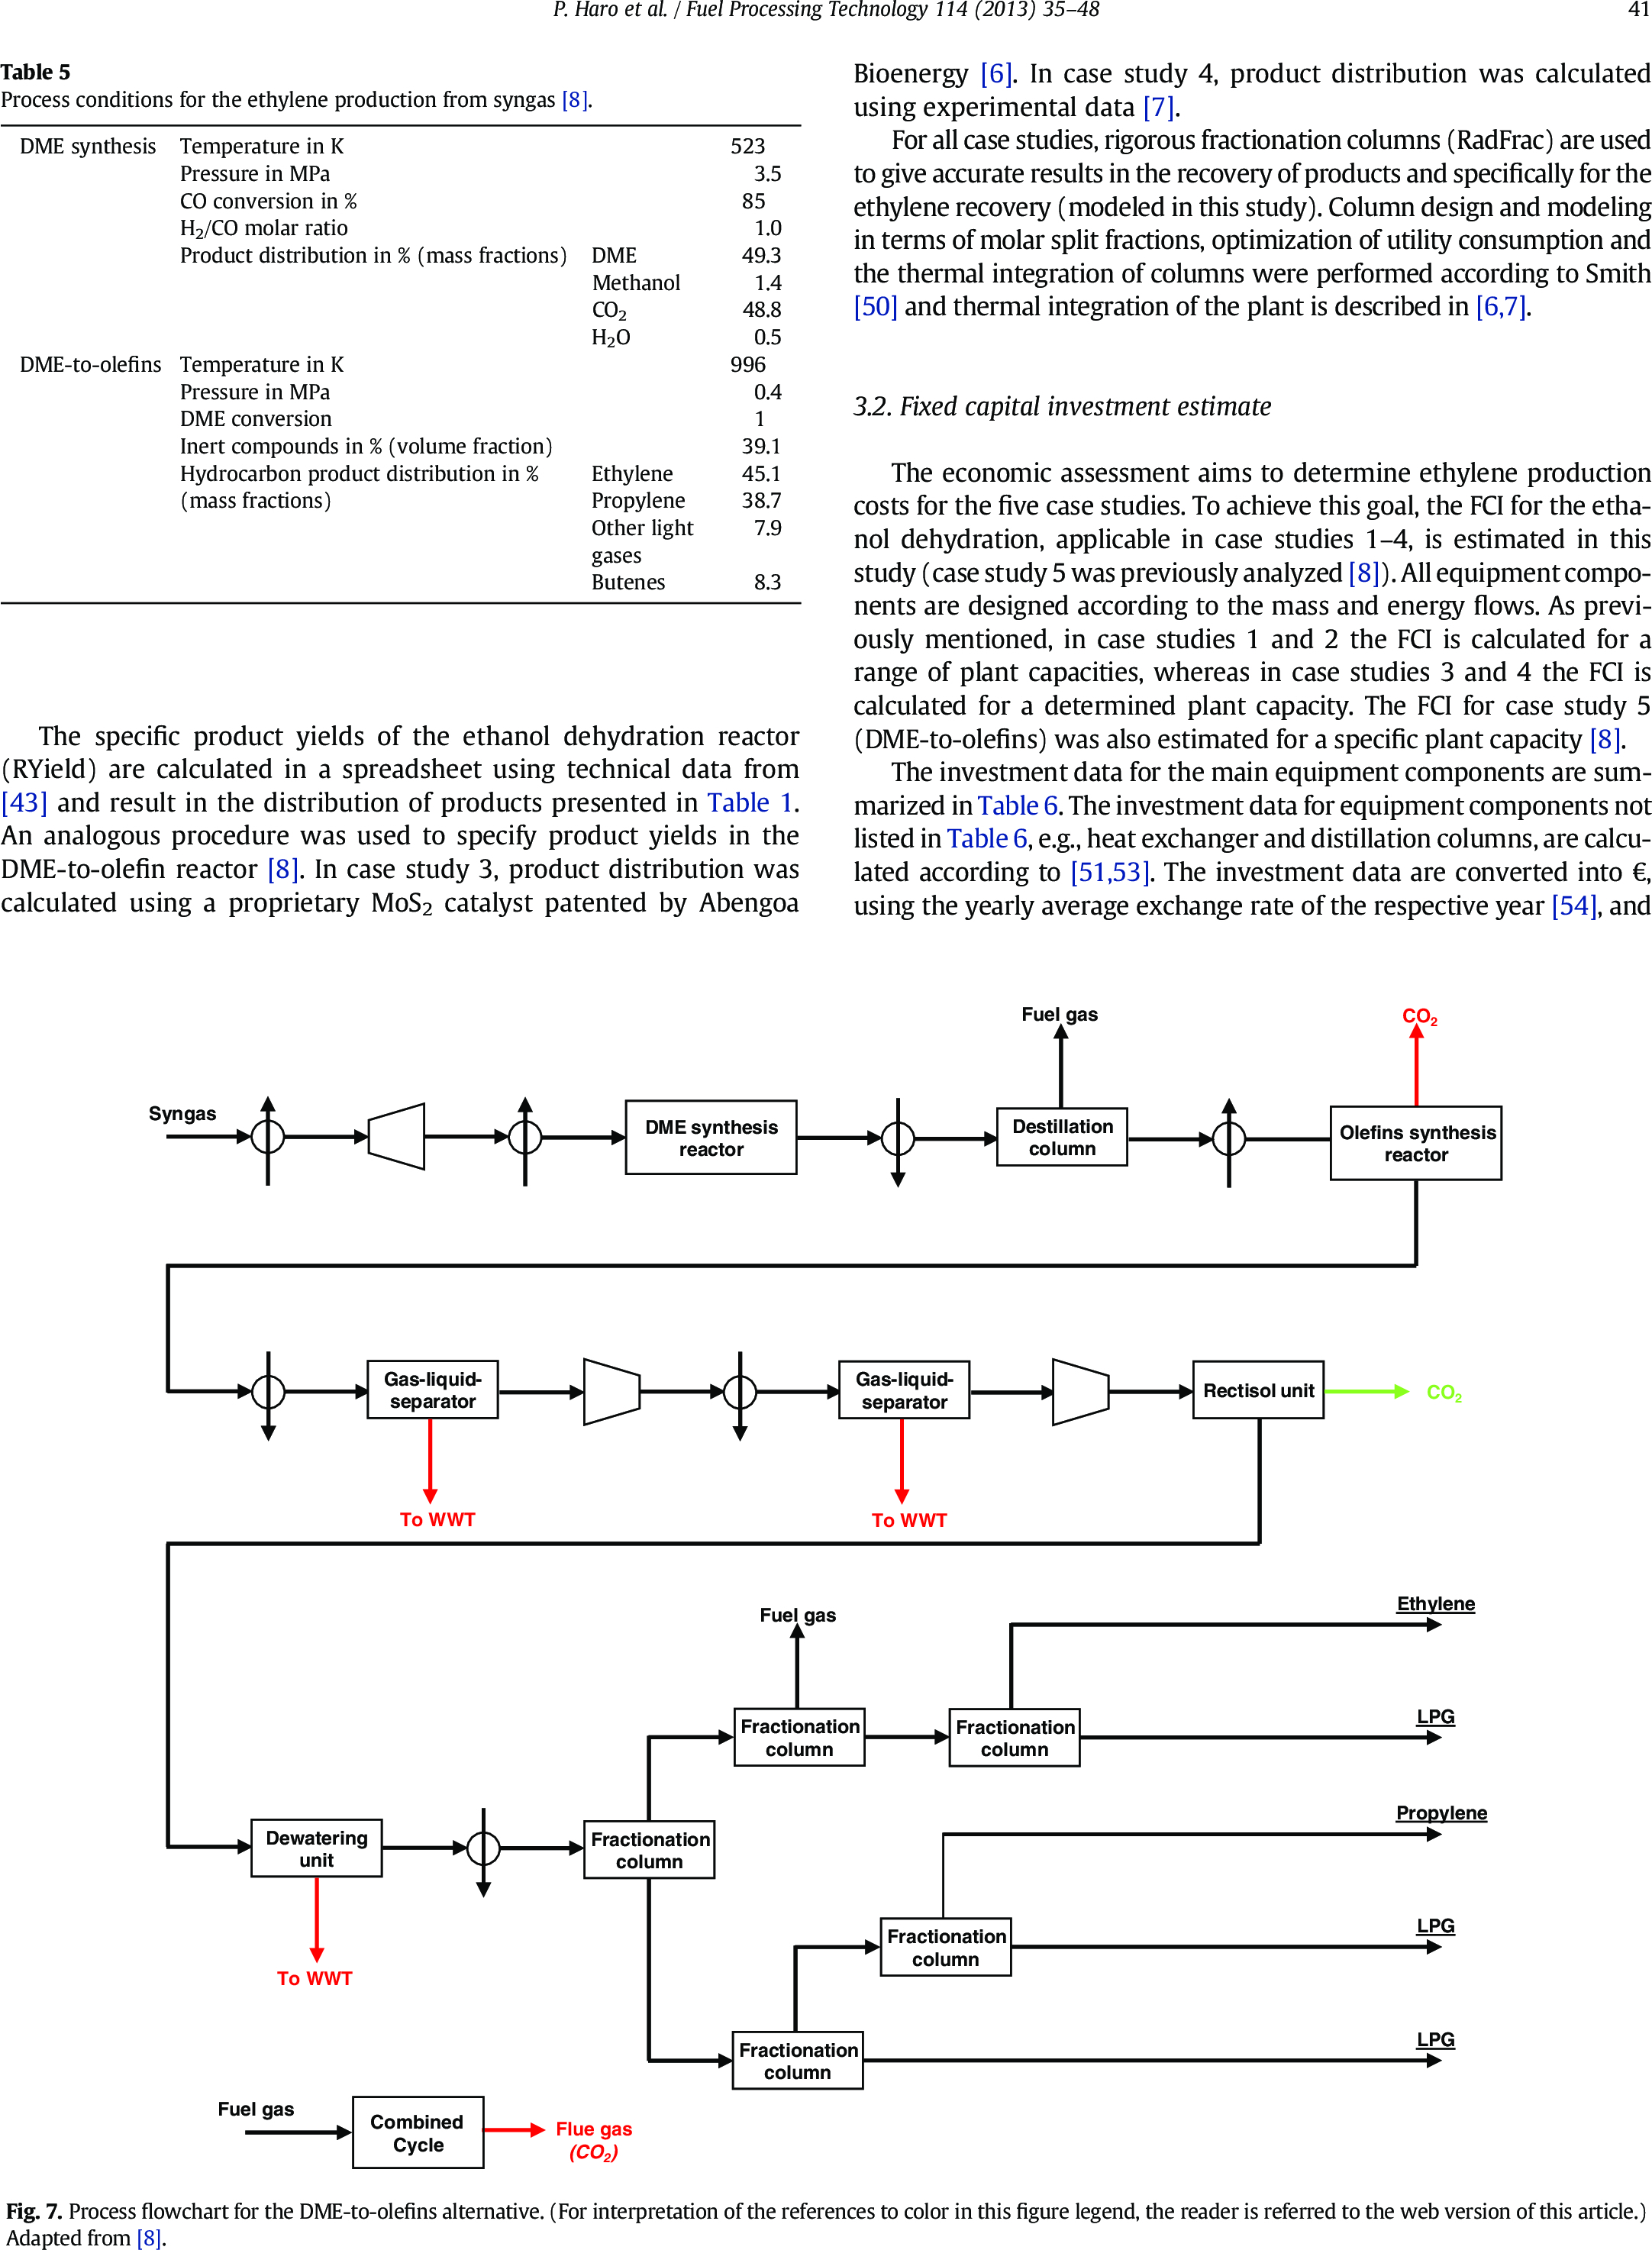 P. Haro et al. / Fuel Processing Technology 114 (2013) 35–48
41
Table 5
Process conditions for the ethylene production from syngas [8].
DME synthesis Temperature in K 523
Pressure in MPa 3.5
CO conversion in % 85
H₂/CO molar ratio 1.0
Product distribution in % (mass fractions) DME 49.3
Methanol 1.4
CO₂ 48.8
H₂O 0.5
DME-to-olefins Temperature in K 996
Pressure in MPa 0.4
DME conversion 1
Inert compounds in % (volume fraction) 39.1
Hydrocarbon product distribution in % Ethylene 45.1
(mass fractions) Propylene 38.7
Other light 7.9
gases
Butenes 8.3
The specific product yields of the ethanol dehydration reactor
(RYield) are calculated in a spreadsheet using technical data from
[43] and result in the distribution of products presented in Table 1.
An analogous procedure was used to specify product yields in the
DME-to-olefin reactor [8]. In case study 3, product distribution was
calculated using a proprietary MoS₂ catalyst patented by Abengoa
Bioenergy [6]. In case study 4, product distribution was calculated
using experimental data [7].
For all case studies, rigorous fractionation columns (RadFrac) are used
to give accurate results in the recovery of products and specifically for the
ethylene recovery (modeled in this study). Column design and modeling
in terms of molar split fractions, optimization of utility consumption and
the thermal integration of columns were performed according to Smith
[50] and thermal integration of the plant is described in [6,7].
3.2. Fixed capital investment estimate
The economic assessment aims to determine ethylene production
costs for the five case studies. To achieve this goal, the FCI for the etha-
nol dehydration, applicable in case studies 1–4, is estimated in this
study (case study 5 was previously analyzed [8]). All equipment compo-
nents are designed according to the mass and energy flows. As previ-
ously mentioned, in case studies 1 and 2 the FCI is calculated for a
range of plant capacities, whereas in case studies 3 and 4 the FCI is
calculated for a determined plant capacity. The FCI for case study 5
(DME-to-olefins) was also estimated for a specific plant capacity [8].
The investment data for the main equipment components are sum-
marized in Table 6. The investment data for equipment components not
listed in Table 6, e.g., heat exchanger and distillation columns, are calcu-
lated according to [51,53]. The investment data are converted into €,
using the yearly average exchange rate of the respective year [54], and
Fuel gas
CO₂
Syngas
DME synthesis
reactor
Destillation
column
Olefins synthesis
reactor
Gas-liquid-
separator
Gas-liquid-
separator
Rectisol unit
CO₂
To WWT
To WWT
Ethylene
Fuel gas
Fractionation
column
Fractionation
column
LPG
Propylene
Dewatering
unit
Fractionation
column
Fractionation
column
LPG
To WWT
Fractionation
column
LPG
Fuel gas
Combined
Cycle
Flue gas
(CO₂)
Fig. 7. Process flowchart for the DME-to-olefins alternative. (For interpretation of the references to color in this figure legend, the reader is referred to the web version of this article.)
Adapted from [8].